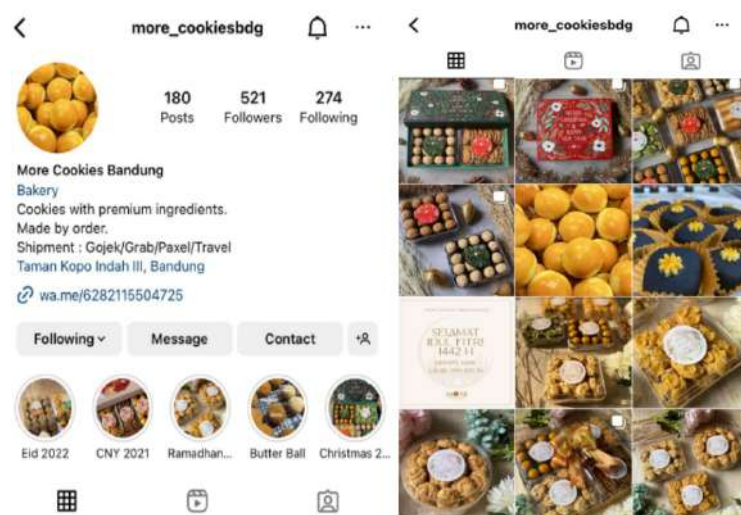 more_cookiesbdg
180
Posts
521
Followers
274
Following
More Cookies Bandung
Bakery
Cookies with premium ingredients.
Made by order.
Shipment : Gojek/Grab/Paxel/Travel
Taman Kopo Indah III, Bandung
wa.me/6282115504725
Following
Message
Contact
Eid 2022
CNY 2021
Ramadhan...
Butter Ball
Christmas 2...
more_cookiesbdg
SELAMAT
IDUL FITRI
1442 H